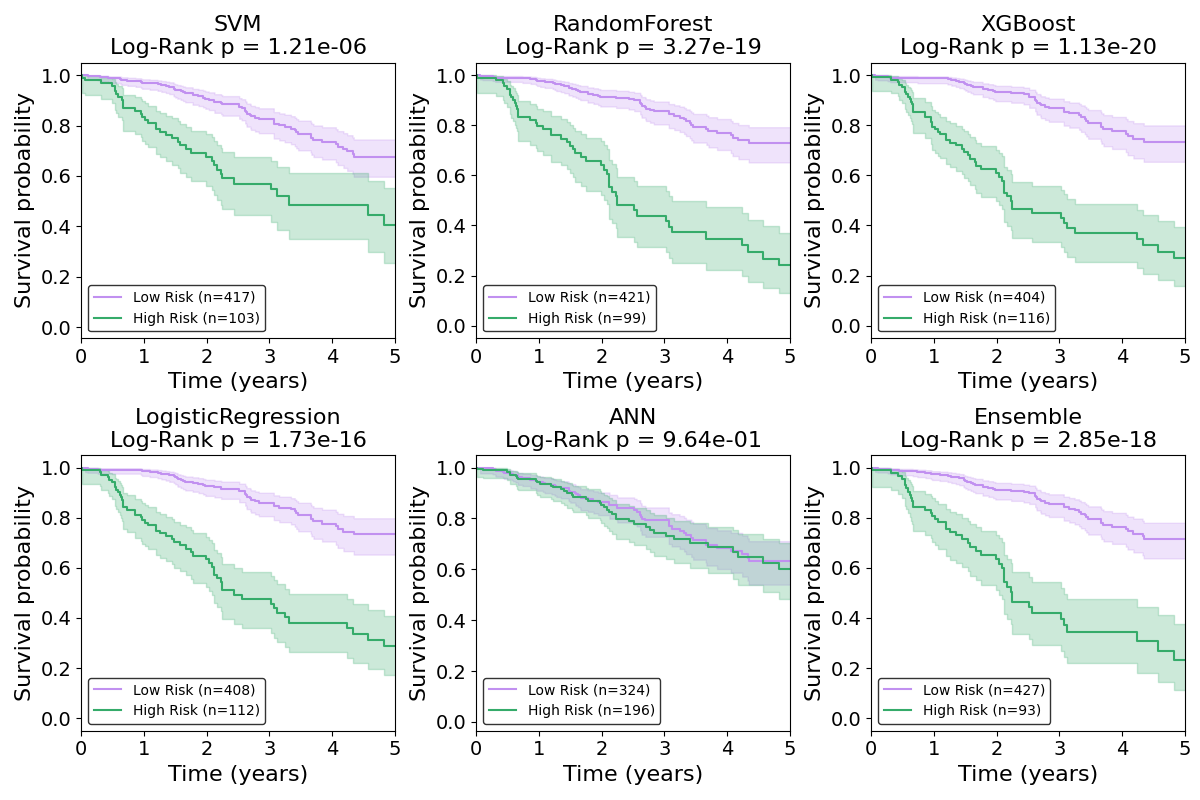 SVM
Log-Rank p = 1.21e-06
Survival probability
1.0
0.8
0.6
0.4
0.2
0.0
Low Risk (n=417)
High Risk (n=103)
0 1 2 3 4 5
Time (years)
RandomForest
Log-Rank p = 3.27e-19
Survival probability
1.0
0.8
0.6
0.4
0.2
0.0
Low Risk (n=421)
High Risk (n=99)
0 1 2 3 4 5
Time (years)
XGBoost
Log-Rank p = 1.13e-20
Survival probability
1.0
0.8
0.6
0.4
0.2
0.0
Low Risk (n=404)
High Risk (n=116)
0 1 2 3 4 5
Time (years)
LogisticRegression
Log-Rank p = 1.73e-16
Survival probability
1.0
0.8
0.6
0.4
0.2
0.0
Low Risk (n=408)
High Risk (n=112)
0 1 2 3 4 5
Time (years)
ANN
Log-Rank p = 9.64e-01
Survival probability
1.0
0.8
0.6
0.4
0.2
0.0
Low Risk (n=324)
High Risk (n=196)
0 1 2 3 4 5
Time (years)
Ensemble
Log-Rank p = 2.85e-18
Survival probability
1.0
0.8
0.6
0.4
0.2
0.0
Low Risk (n=427)
High Risk (n=93)
0 1 2 3 4 5
Time (years)